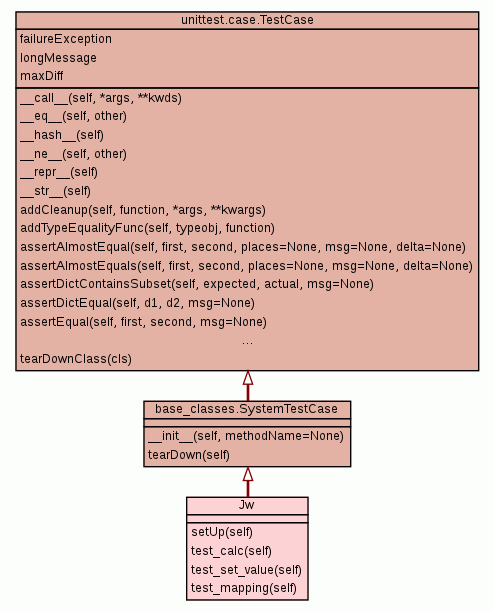 unittest.case.TestCase
failureException
longMessage
maxDiff
__call__(self, *args, **kwds)
__eq__(self, other)
__hash__(self)
__ne__(self, other)
__repr__(self)
__str__(self)
addCleanup(self, function, *args, **kwargs)
addTypeEqualityFunc(self, typeobj, function)
assertAlmostEqual(self, first, second, places=None, msg=None, delta=None)
assertAlmostEquals(self, first, second, places=None, msg=None, delta=None)
assertDictContainsSubset(self, expected, actual, msg=None)
assertDictEqual(self, d1, d2, msg=None)
assertEqual(self, first, second, msg=None)
...
tearDownClass(cls)
base_classes.SystemTestCase
__init__(self, methodName=None)
tearDown(self)
Jw
setUp(self)
test_calc(self)
test_set_value(self)
test_mapping(self)